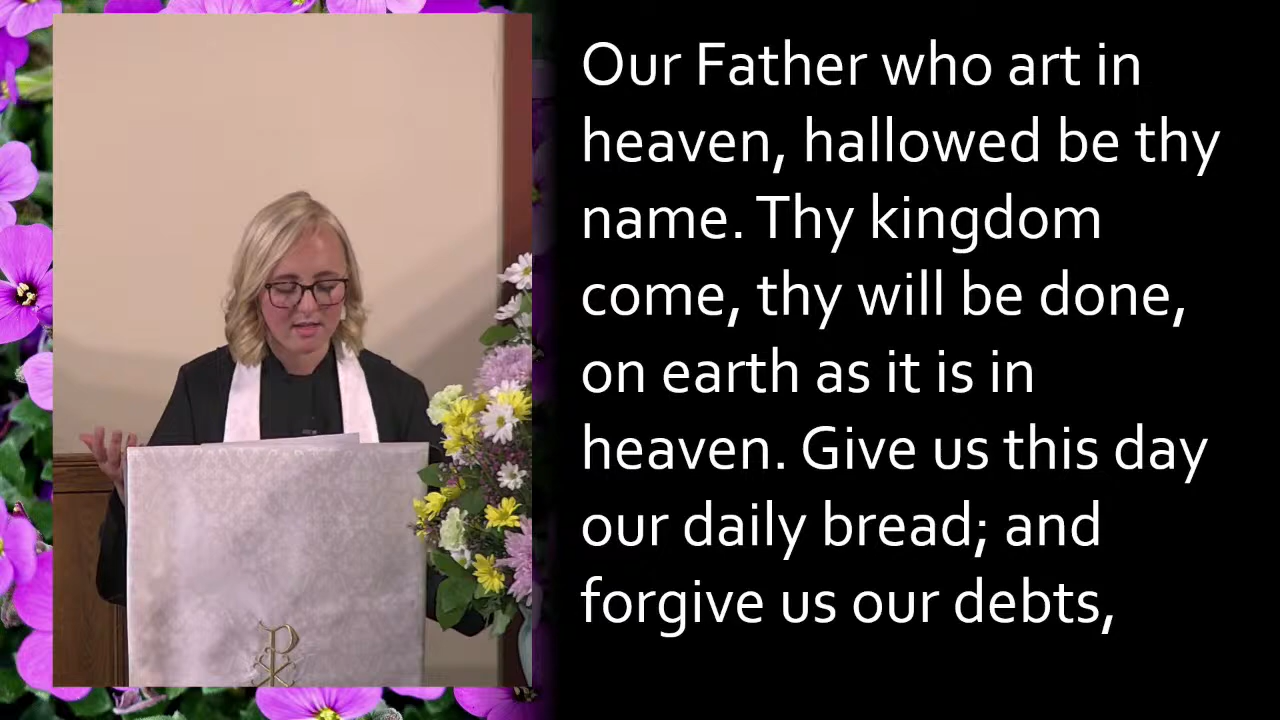 Our Father who art in
heaven, hallowed be thy
name. Thy kingdom
come, thy will be done,
on earth as it is in
heaven. Give us this day
our daily bread; and
forgive us our debts,